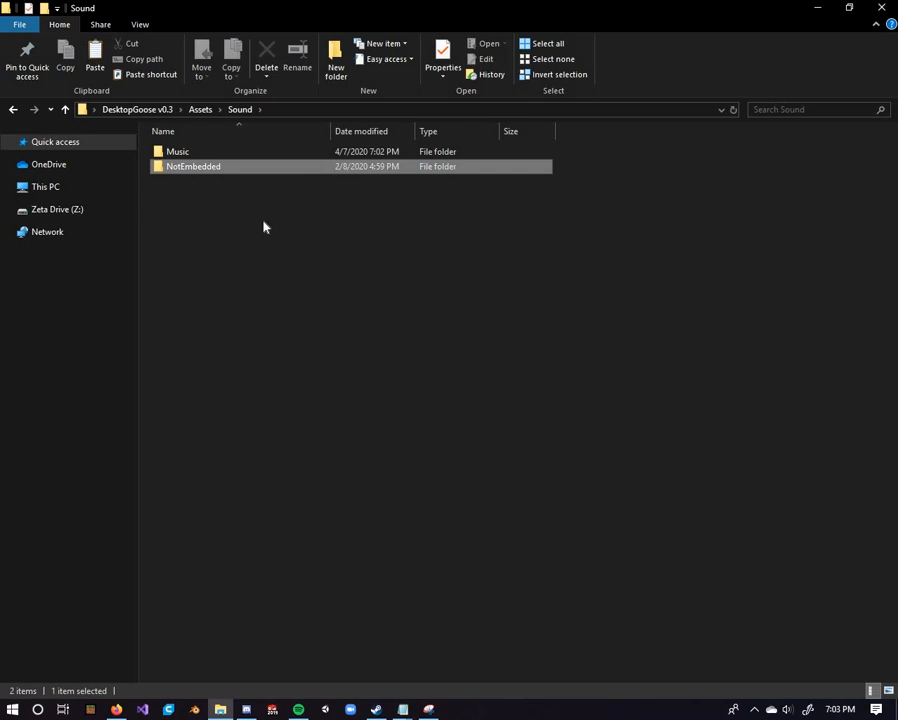 Sound
File Home Share View
Pin to Quick access
Copy
Paste
Cut
Copy path
Paste shortcut
Clipboard
Move to
Copy to
Delete
Rename
Organize
New folder
New item
Easy access
New
Properties
Open
Edit
History
Open
Select all
Select none
Invert selection
Select
DesktopGoose v0.3 > Assets > Sound >
Search Sound
Name Date modified Type Size
Music 4/7/2020 7:02 PM File folder
NotEmbedded 2/8/2020 4:59 PM File folder
Quick access
OneDrive
This PC
Zeta Drive (Z:)
Network
2 items 1 item selected
7:03 PM